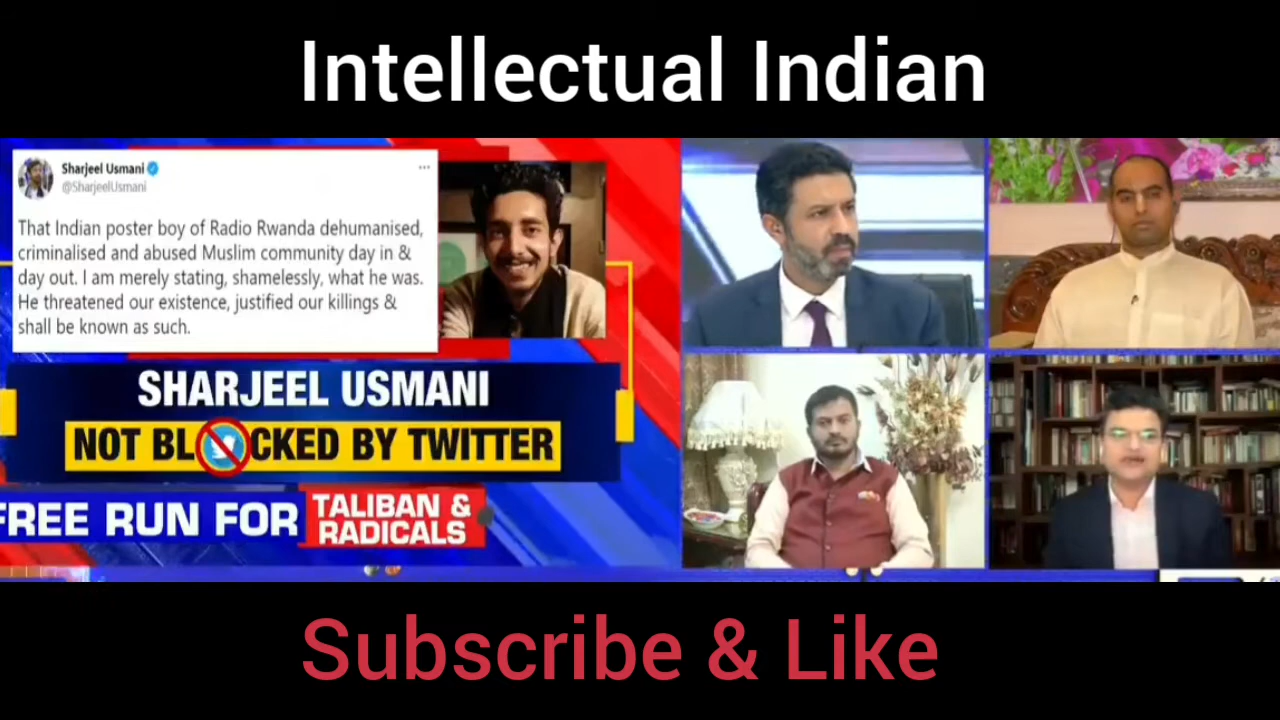 Intellectual Indian
Sharjeel Usmani
@SharjeelUsmani
That Indian poster boy of Radio Rwanda dehumanised,
criminalised and abused Muslim community day in &
day out. I am merely stating, shamelessly, what he was.
He threatened our existence, justified our killings &
shall be known as such.
SHARJEEL USMANI
NOT BLOCKED BY TWITTER
FREE RUN FOR TALIBAN &
RADICALS
Subscribe & Like